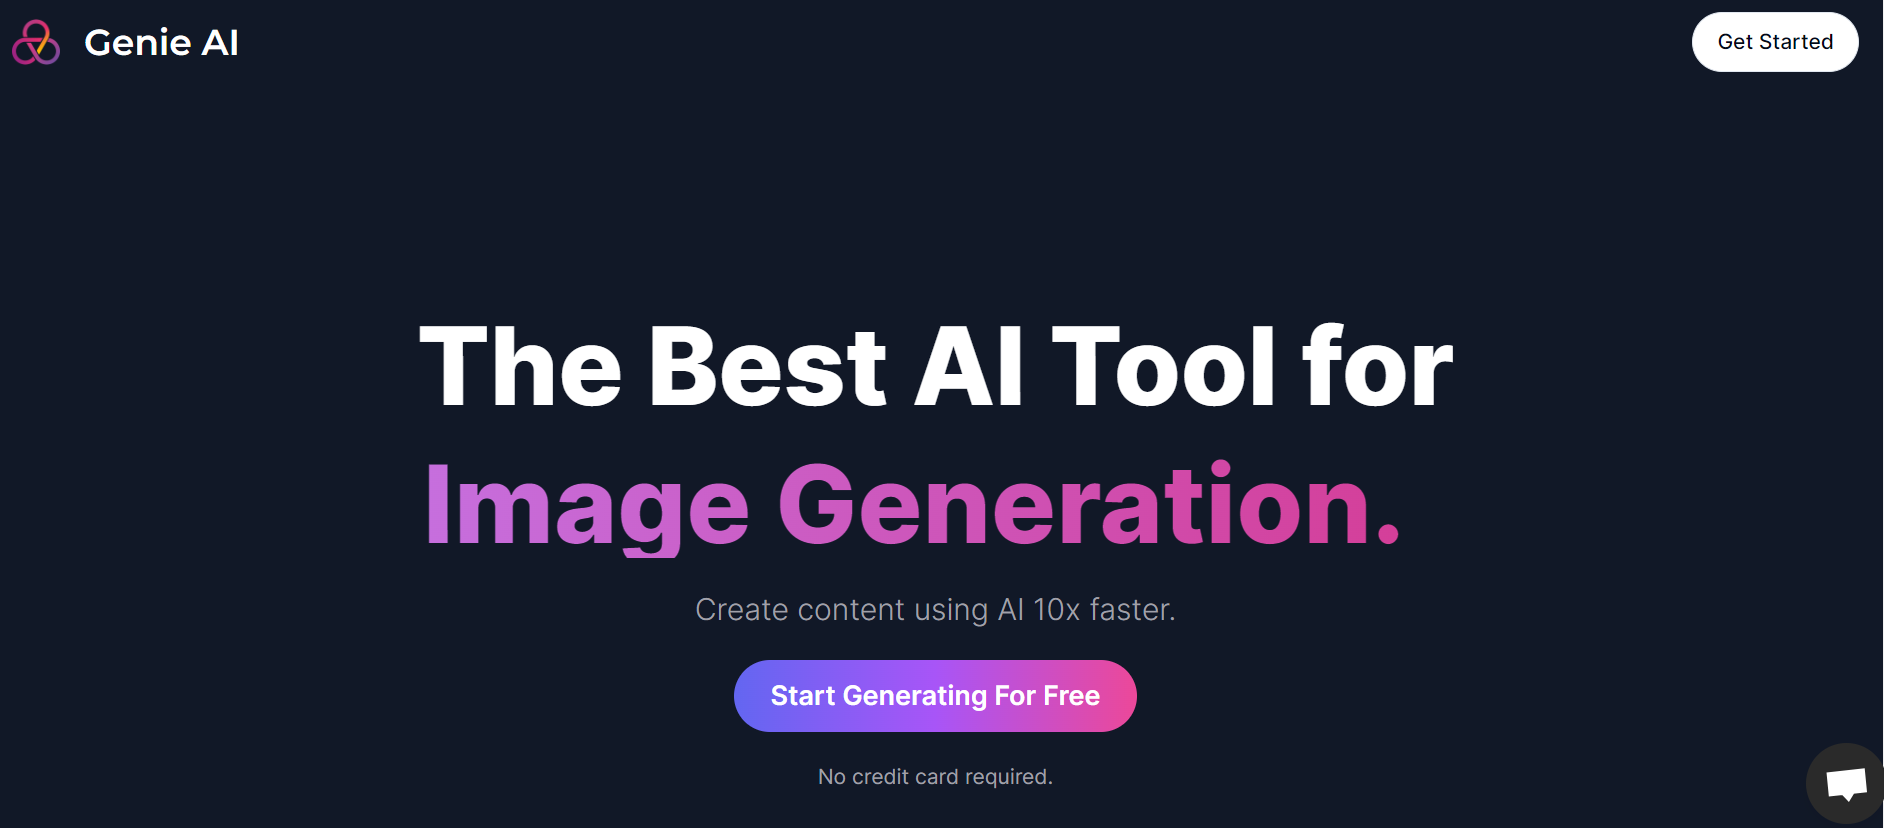 Genie AI
Get Started
The Best AI Tool for
Image Generation.
Create content using AI 10x faster.
Start Generating For Free
No credit card required.